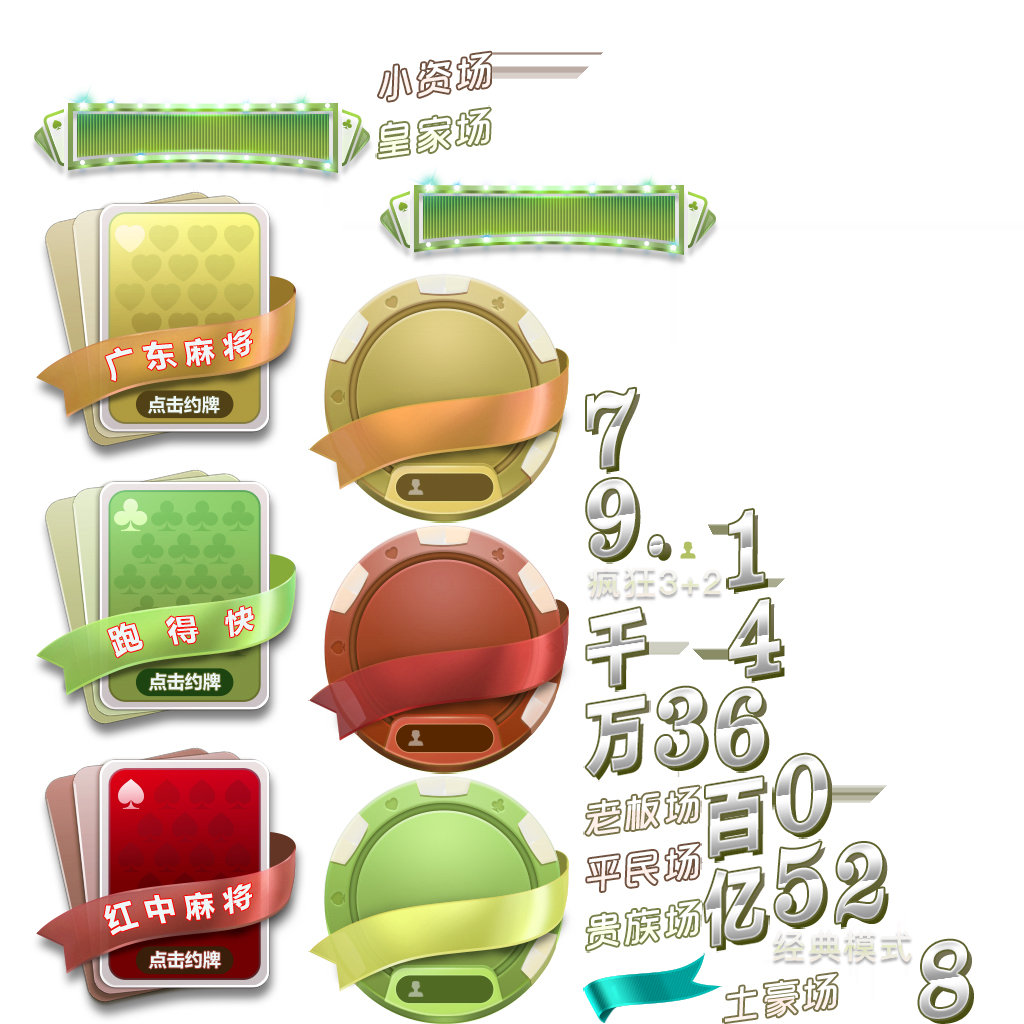 小资场
皇家场
广东麻将
点击约牌
跑得快
点击约牌
红中麻将
点击约牌
7
9
.
1
疯狂3+2
千
4
万
3
6
老板场
百
0
平民场
亿
5
2
贵族场
经典模式
土豪场
8